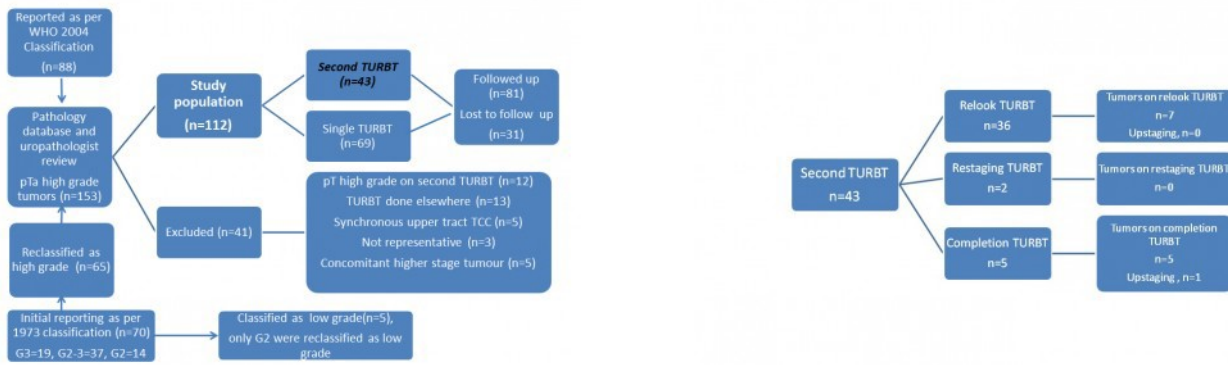 Reported as per
WHO 2004
Classification
(n=88)
Pathology
database and
uropathologist
review
pTa high grade
tumors (n=153)
Reclassified as
high grade (n=65)
Initial reporting as per
1973 classification (n=70)
G3=19, G2-3=37, G2=14
Classified as low grade(n=5),
only G2 were reclassified as low
grade
Study
population
(n=112)
Excluded (n=41)
Second TURBT
(n=43)
Single TURBT
(n=69)
Followed up
(n=81)
Lost to follow up
(n=31)
pT high grade on second TURBT (n=12)
TURBT done elsewhere (n=13)
Synchronous upper tract TCC (n=5)
Not representative (n=3)
Concomitant higher stage tumour (n=5)
Second TURBT
n=43
Relook TURBT
n=36
Tumors on relook TURBT
n=7
Upstaging, n=0
Restaging TURBT
n=2
Tumors on restaging TURBT
n=0
Completion TURBT
n=5
Tumors on completion
TURBT
n=5
Upstaging , n=1